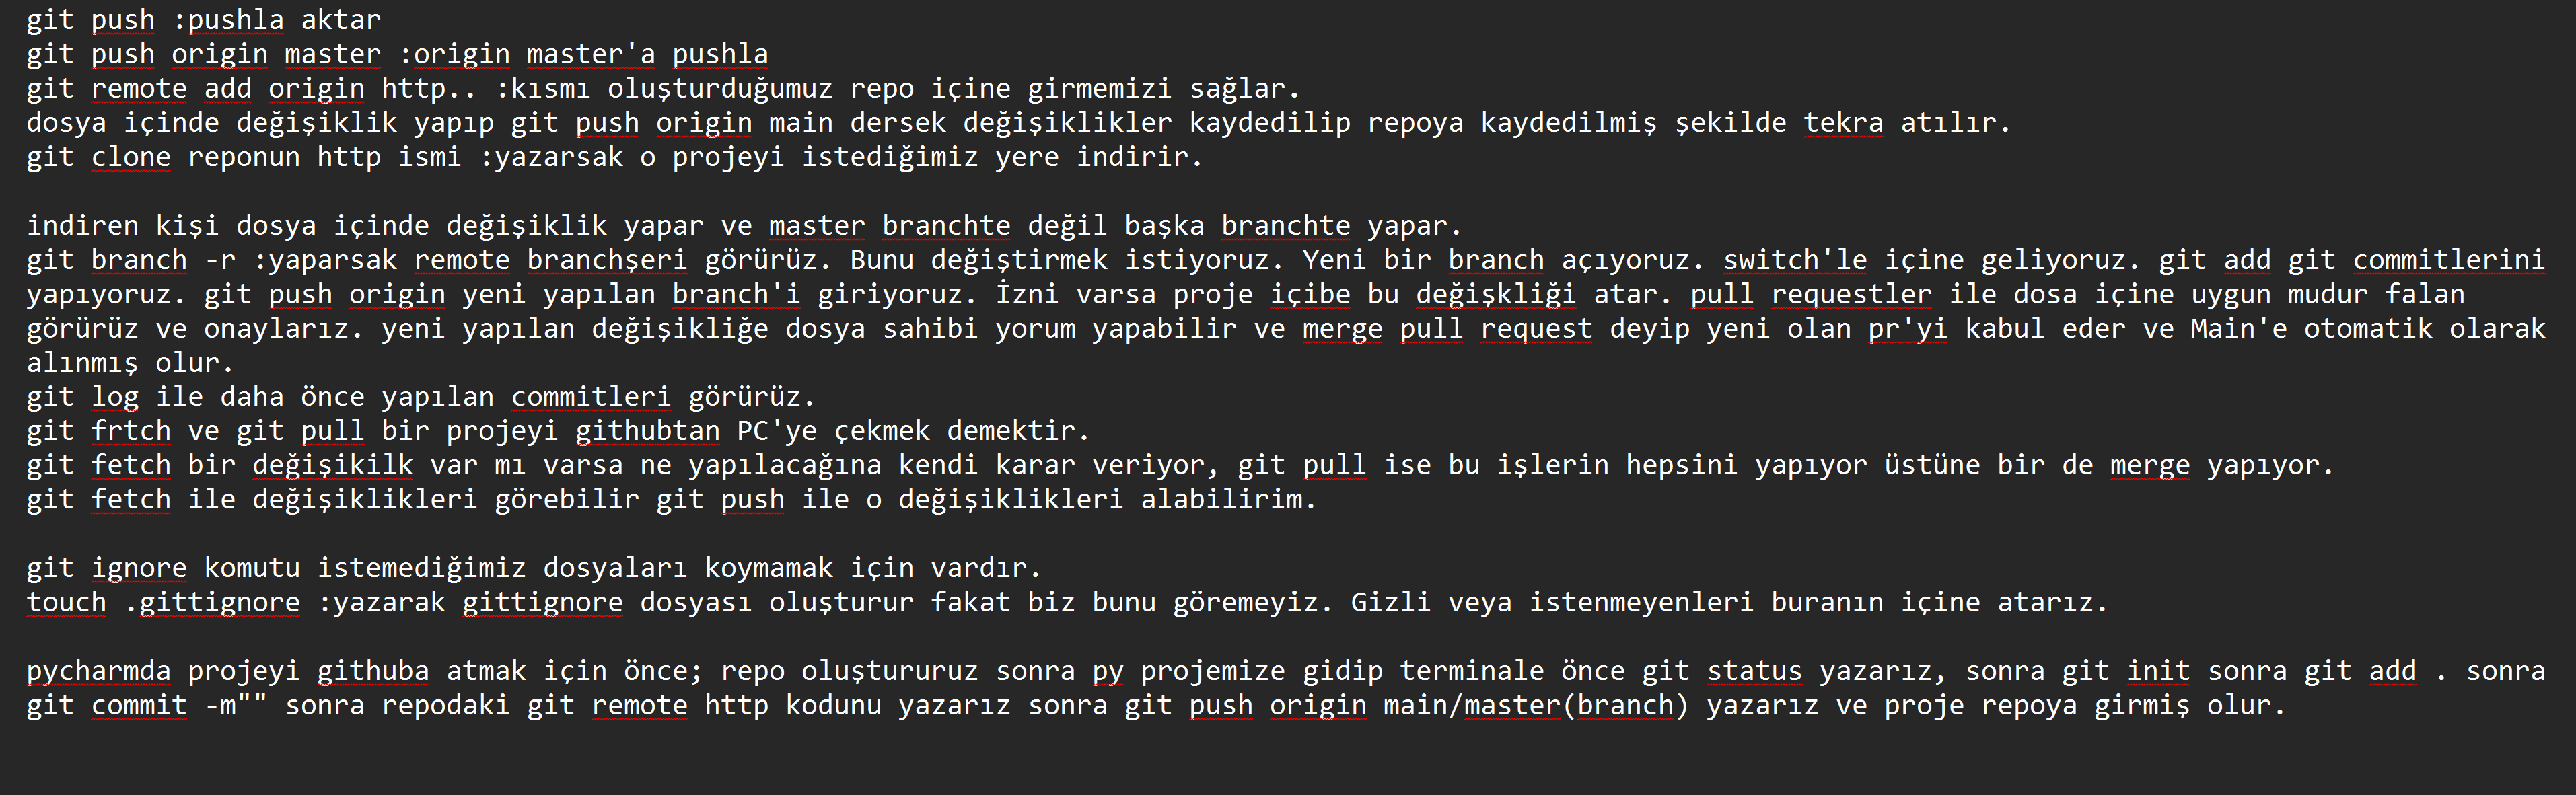 git push :pushla aktar
git push origin master :origin master'a pushla
git remote add origin http.. :kısmı oluşturduğumuz repo içine girmemizi sağlar.
dosya içinde değişiklik yapıp git push origin main dersek değişiklikler kaydedilip repoya kaydedilmiş şekilde tekra atılır.
git clone reponun http ismi :yazarsak o projeyi istediğimiz yere indirir.

indiren kişi dosya içinde değişiklik yapar ve master branchte değil başka branchte yapar.
git branch -r :yaparsak remote branchşeri görürüz. Bunu değiştirmek istiyoruz. Yeni bir branch açıyoruz. switch'le içine geliyoruz. git add git commitlerini
yapıyoruz. git push origin yeni yapılan branch'i giriyoruz. İzni varsa proje içibe bu değişkliği atar. pull requestler ile dosa içine uygun mudur falan
görürüz ve onaylarız. yeni yapılan değişikliğe dosya sahibi yorum yapabilir ve merge pull request deyip yeni olan pr'yi kabul eder ve Main'e otomatik olarak
alınmış olur.
git log ile daha önce yapılan commitleri görürüz.
git frtch ve git pull bir projeyi githubtan PC'ye çekmek demektir.
git fetch bir değişikilk var mı varsa ne yapılacağına kendi karar veriyor, git pull ise bu işlerin hepsini yapıyor üstüne bir de merge yapıyor.
git fetch ile değişiklikleri görebilir git push ile o değişiklikleri alabilirim.

git ignore komutu istemediğimiz dosyaları koymamak için vardır.
touch .gittignore :yazarak gittignore dosyası oluşturur fakat biz bunu göremeyiz. Gizli veya istenmeyenleri buranın içine atarız.

pycharmda projeyi githuba atmak için önce; repo oluştururuz sonra py projemize gidip terminale önce git status yazarız, sonra git init sonra git add . sonra
git commit -m"" sonra repodaki git remote http kodunu yazarız sonra git push origin main/master(branch) yazarız ve proje repoya girmiş olur.